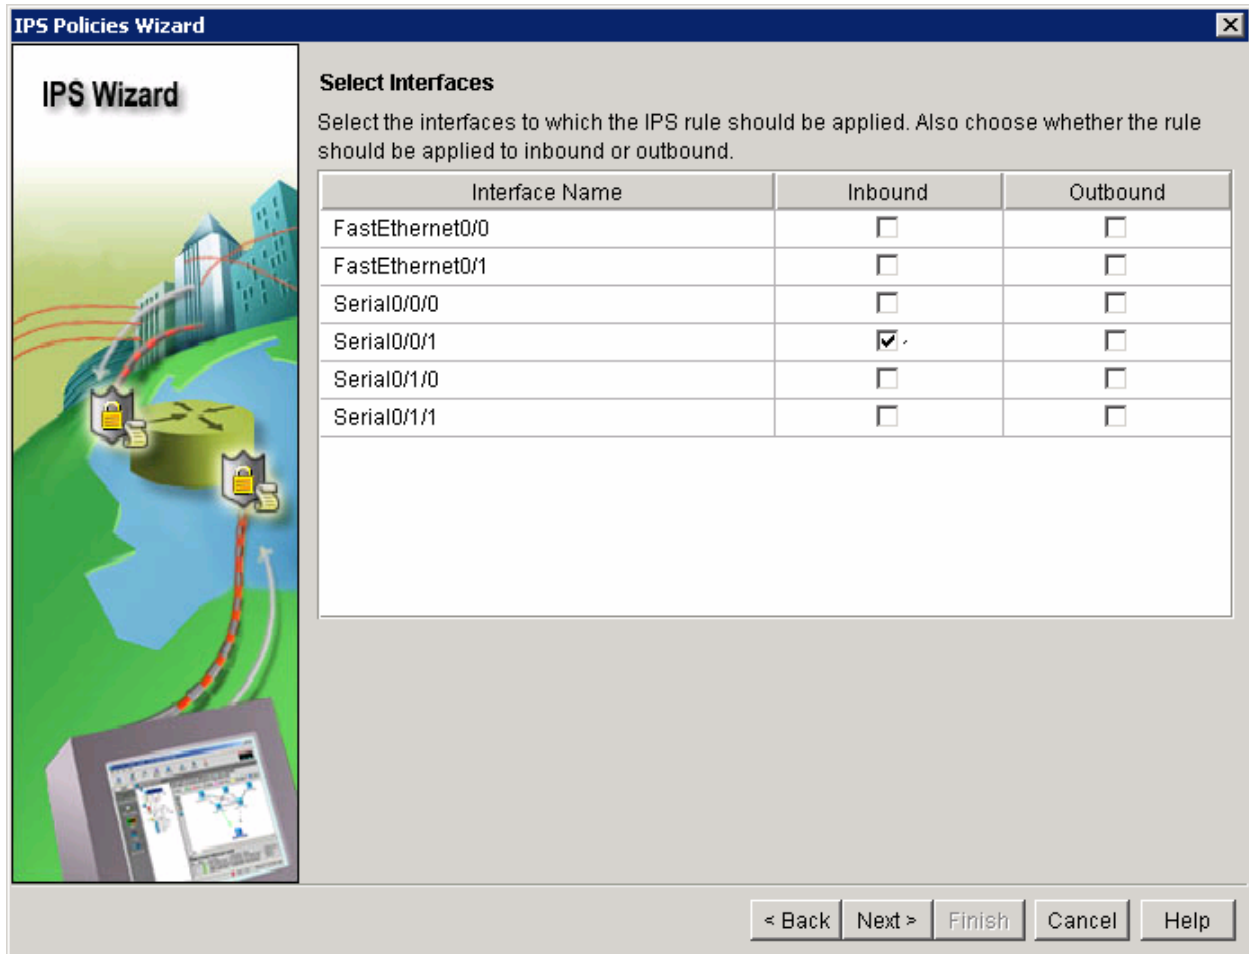 IPS Policies Wizard
IPS Wizard
Select Interfaces
Select the interfaces to which the IPS rule should be applied. Also choose whether the rule
should be applied to inbound or outbound.
Interface Name Inbound Outbound
FastEthernet0/0
FastEthernet0/1
Serial0/0/0
Serial0/0/1
Serial0/1/0
Serial0/1/1
< Back Next > Finish Cancel Help